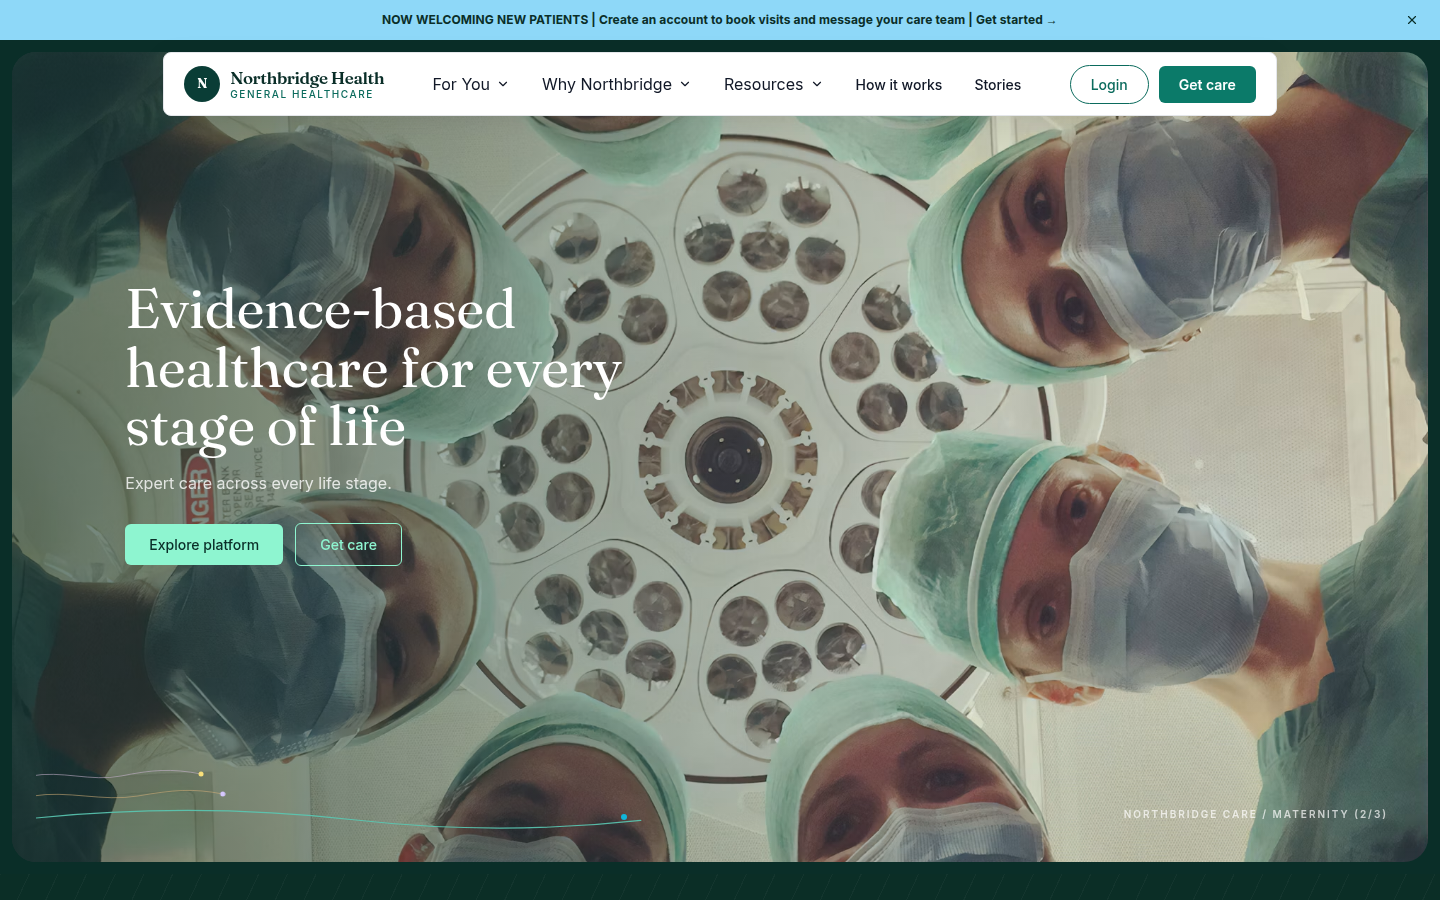 NOW WELCOMING NEW PATIENTS | Create an account to book visits and message your care team | Get started →
N
Northbridge Health
GENERAL HEALTHCARE
For You
Why Northbridge
Resources
How it works
Stories
Login
Get care
Evidence-based
healthcare for every
stage of life
Expert care across every life stage.
Explore platform
Get care
NORTHBRIDGE CARE / MATERNITY (2/3)